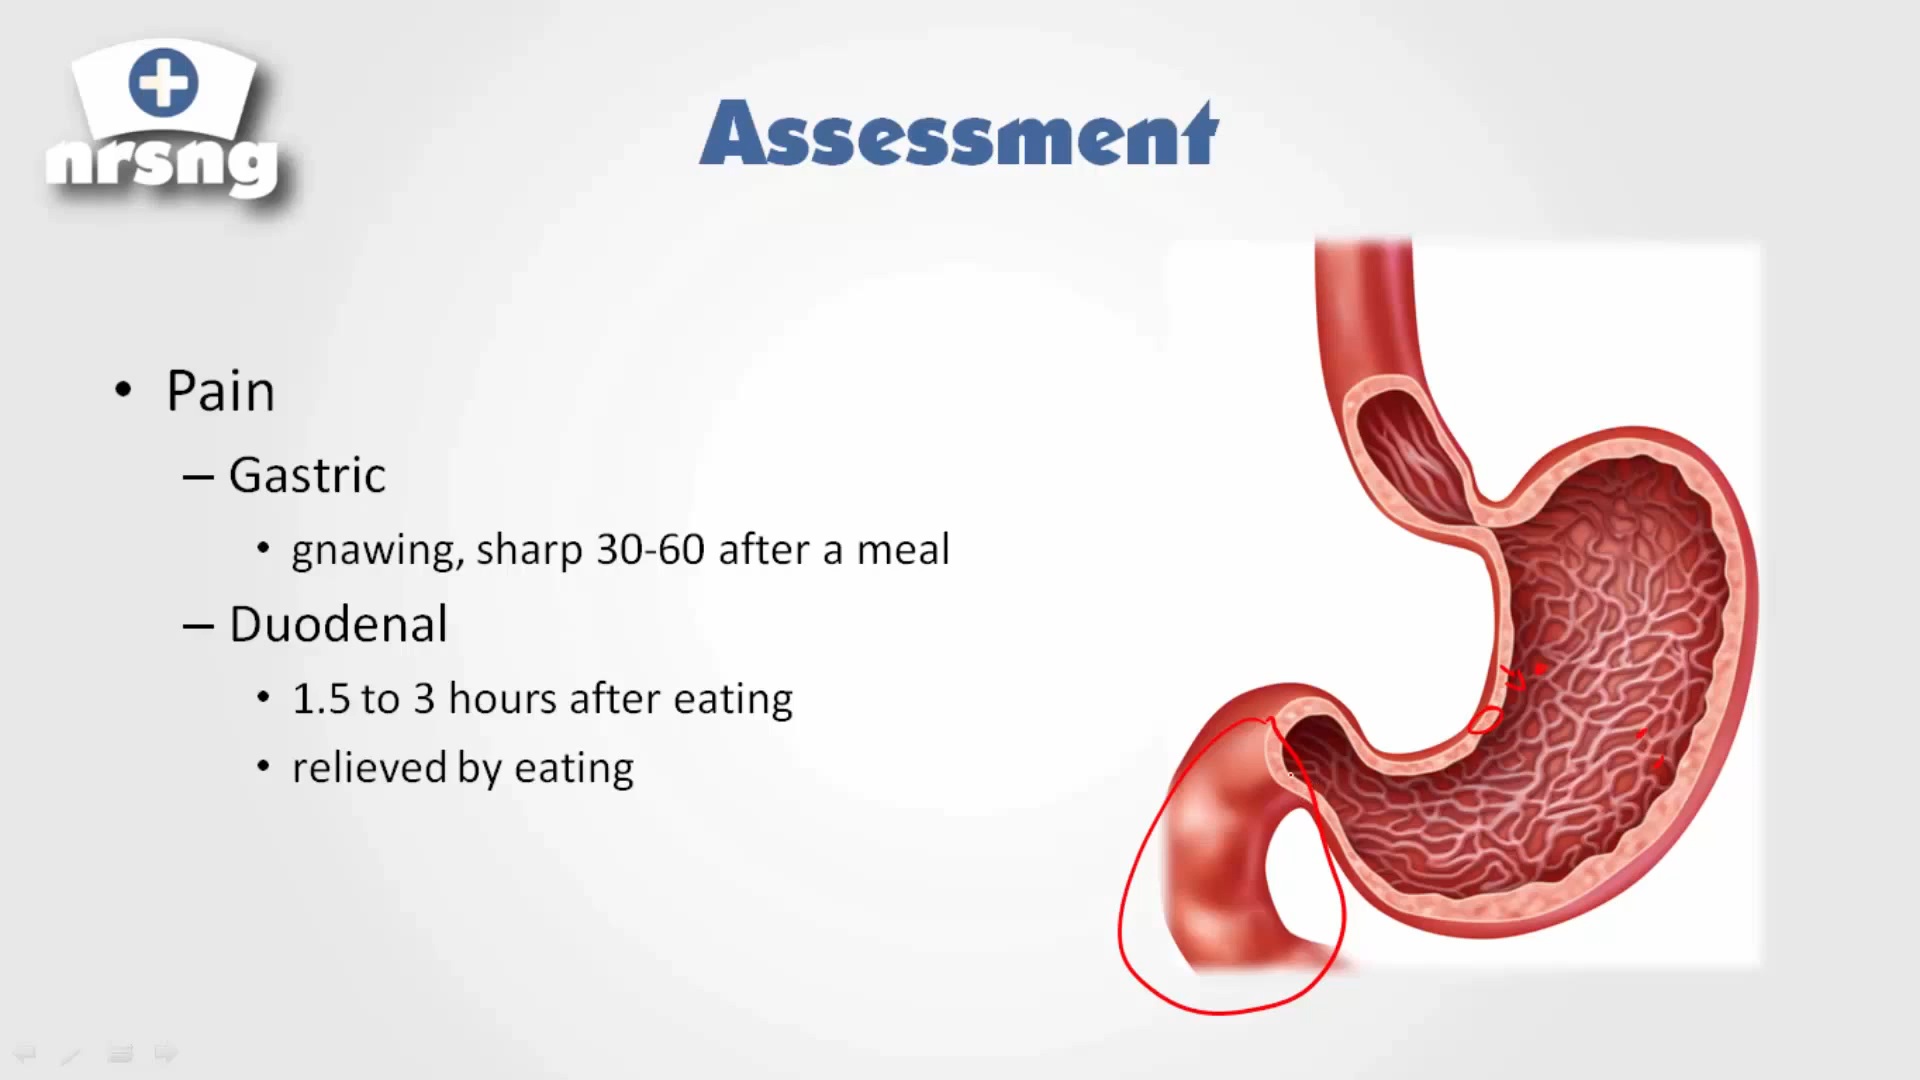 nrsng
Assessment
• Pain
– Gastric
• gnawing, sharp 30-60 after a meal
– Duodenal
• 1.5 to 3 hours after eating
• relieved by eating